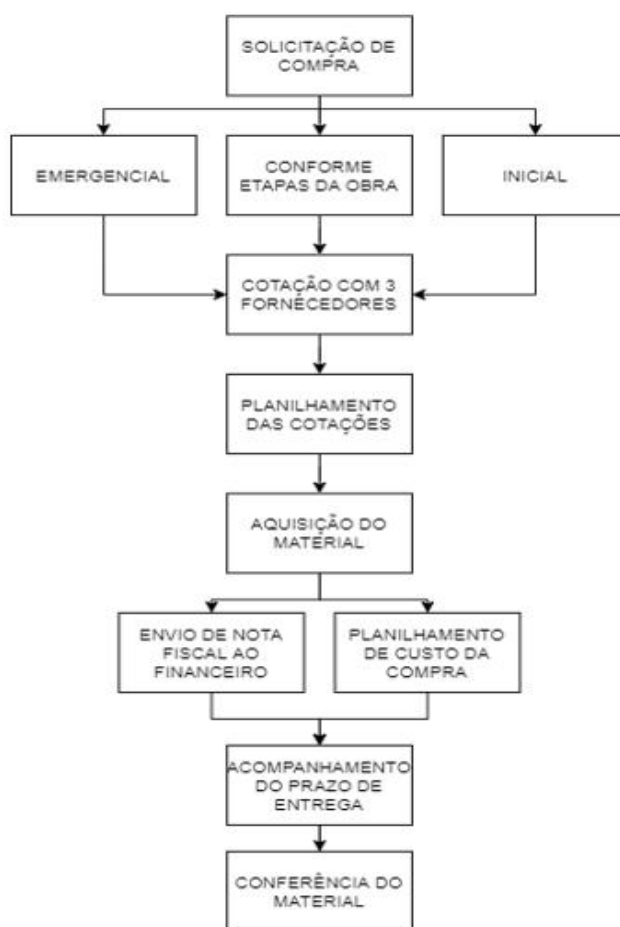 SOLICITAÇÃO DE
COMPRA
EMERGENCIAL
CONFORME
ETAPAS DA OBRA
INICIAL
COTAÇÃO COM 3
FORNECEDORES
PLANILHAMENTO
DAS COTAÇÕES
AQUISIÇÃO DO
MATERIAL
ENVIO DE NOTA
FISCAL AO
FINANCEIRO
PLANILHAMENTO
DE CUSTO DA
COMPRA
ACOMPANHAMENTO
DO PRAZO DE
ENTREGA
CONFERÊNCIA DO
MATERIAL